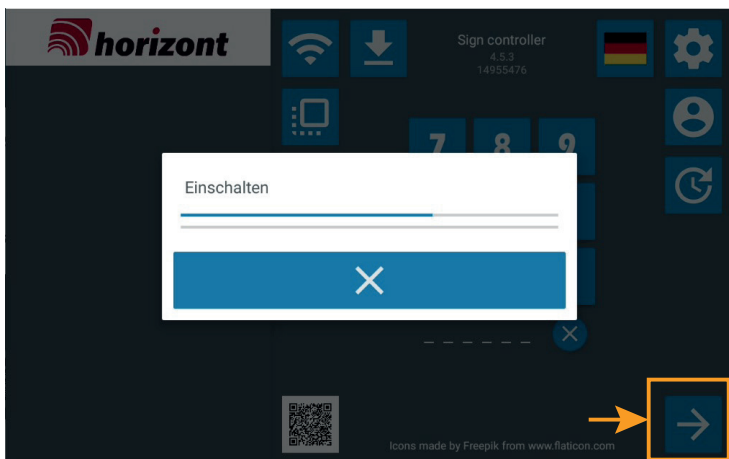 horizont
Sign controller
4.5.3
14955476
7 8 9
Einschalten
Icons made by Freepik from www.flaticon.com